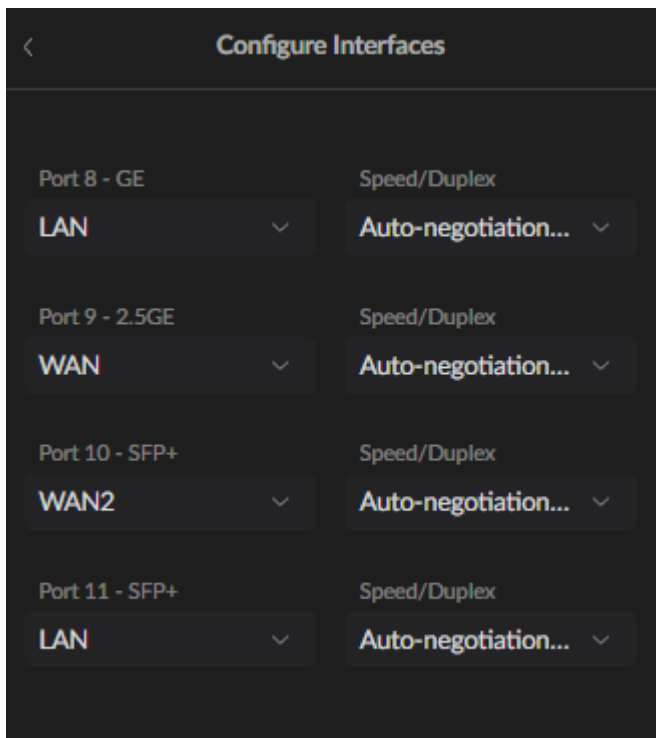 Configure Interfaces
Port 8 - GE Speed/Duplex
LAN Auto-negotiation...
Port 9 - 2.5GE Speed/Duplex
WAN Auto-negotiation...
Port 10 - SFP+ Speed/Duplex
WAN2 Auto-negotiation...
Port 11 - SFP+ Speed/Duplex
LAN Auto-negotiation...